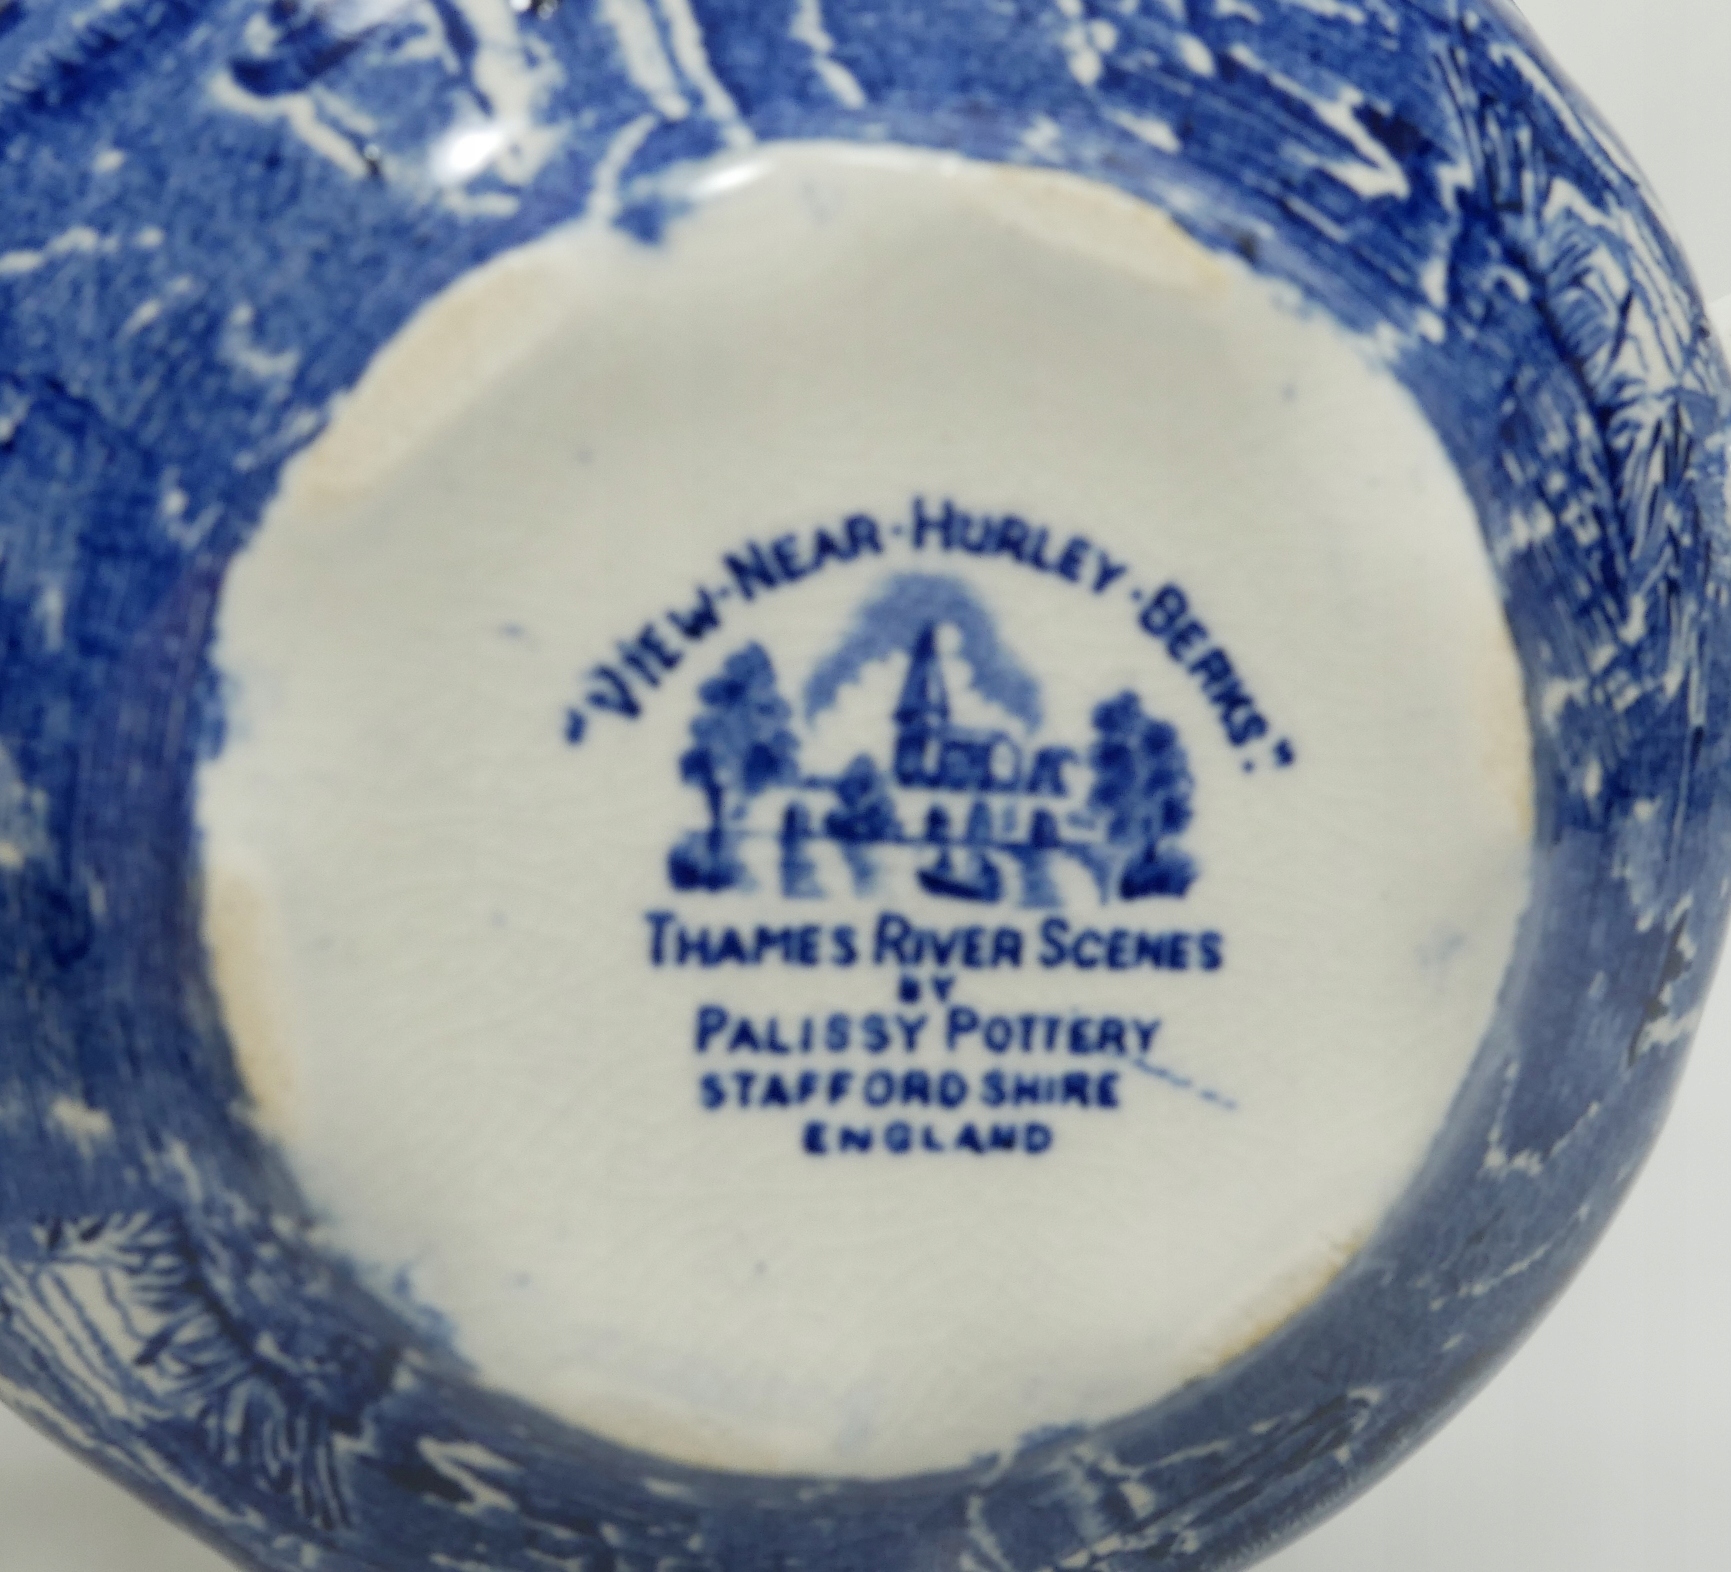 "VIEW·NEAR·HURLEY·BERKS."
THAMES RIVER SCENES
BY
PALISSY POTTERY
STAFFORDSHIRE
ENGLAND